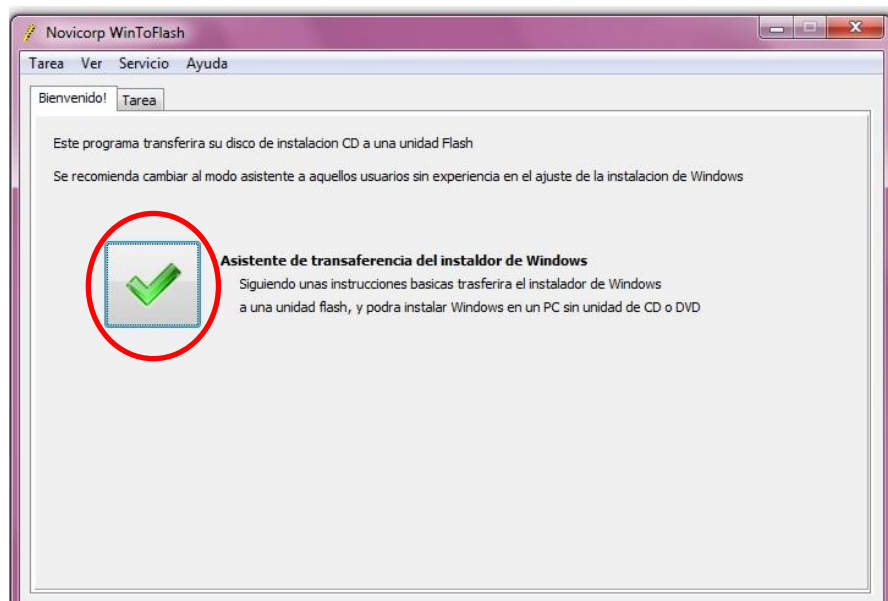 Novicorp WinToFlash
Tarea Ver Servicio Ayuda
Bienvenido! Tarea
Este programa transferira su disco de instalacion CD a una unidad Flash
Se recomienda cambiar al modo asistente a aquellos usuarios sin experiencia en el ajuste de la instalacion de Windows
Asistente de transaferencia del instaldor de Windows
Siguiendo unas instrucciones basicas trasferira el instalador de Windows
a una unidad flash, y podra instalar Windows en un PC sin unidad de CD o DVD